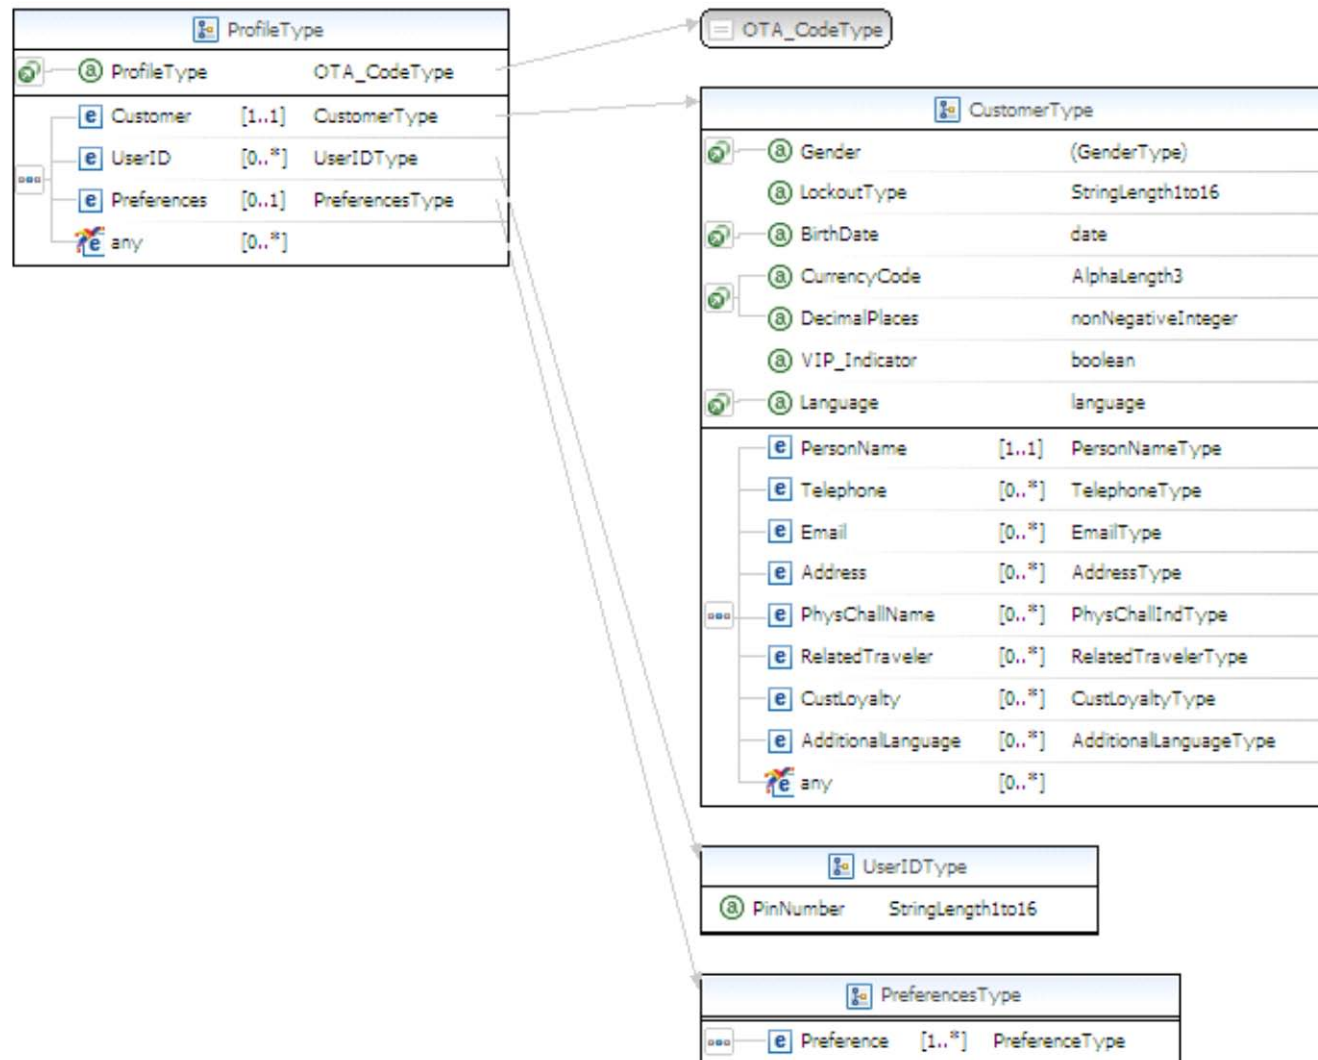 ProfileType
ProfileType OTA_CodeType
Customer [1..1] CustomerType
UserID [0..*] UserIDType
Preferences [0..1] PreferencesType
any [0..*]
OTA_CodeType
CustomerType
Gender (GenderType)
LockoutType StringLength1to16
BirthDate date
CurrencyCode AlphaLength3
DecimalPlaces nonNegativeInteger
VIP_Indicator boolean
Language language
PersonName [1..1] PersonNameType
Telephone [0..*] TelephoneType
Email [0..*] EmailType
Address [0..*] AddressType
PhysChallName [0..*] PhysChallIndType
RelatedTraveler [0..*] RelatedTravelerType
CustLoyalty [0..*] CustLoyaltyType
AdditionalLanguage [0..*] AdditionalLanguageType
any [0..*]
UserIDType
PinNumber StringLength1to16
PreferencesType
Preference [1..*] PreferenceType